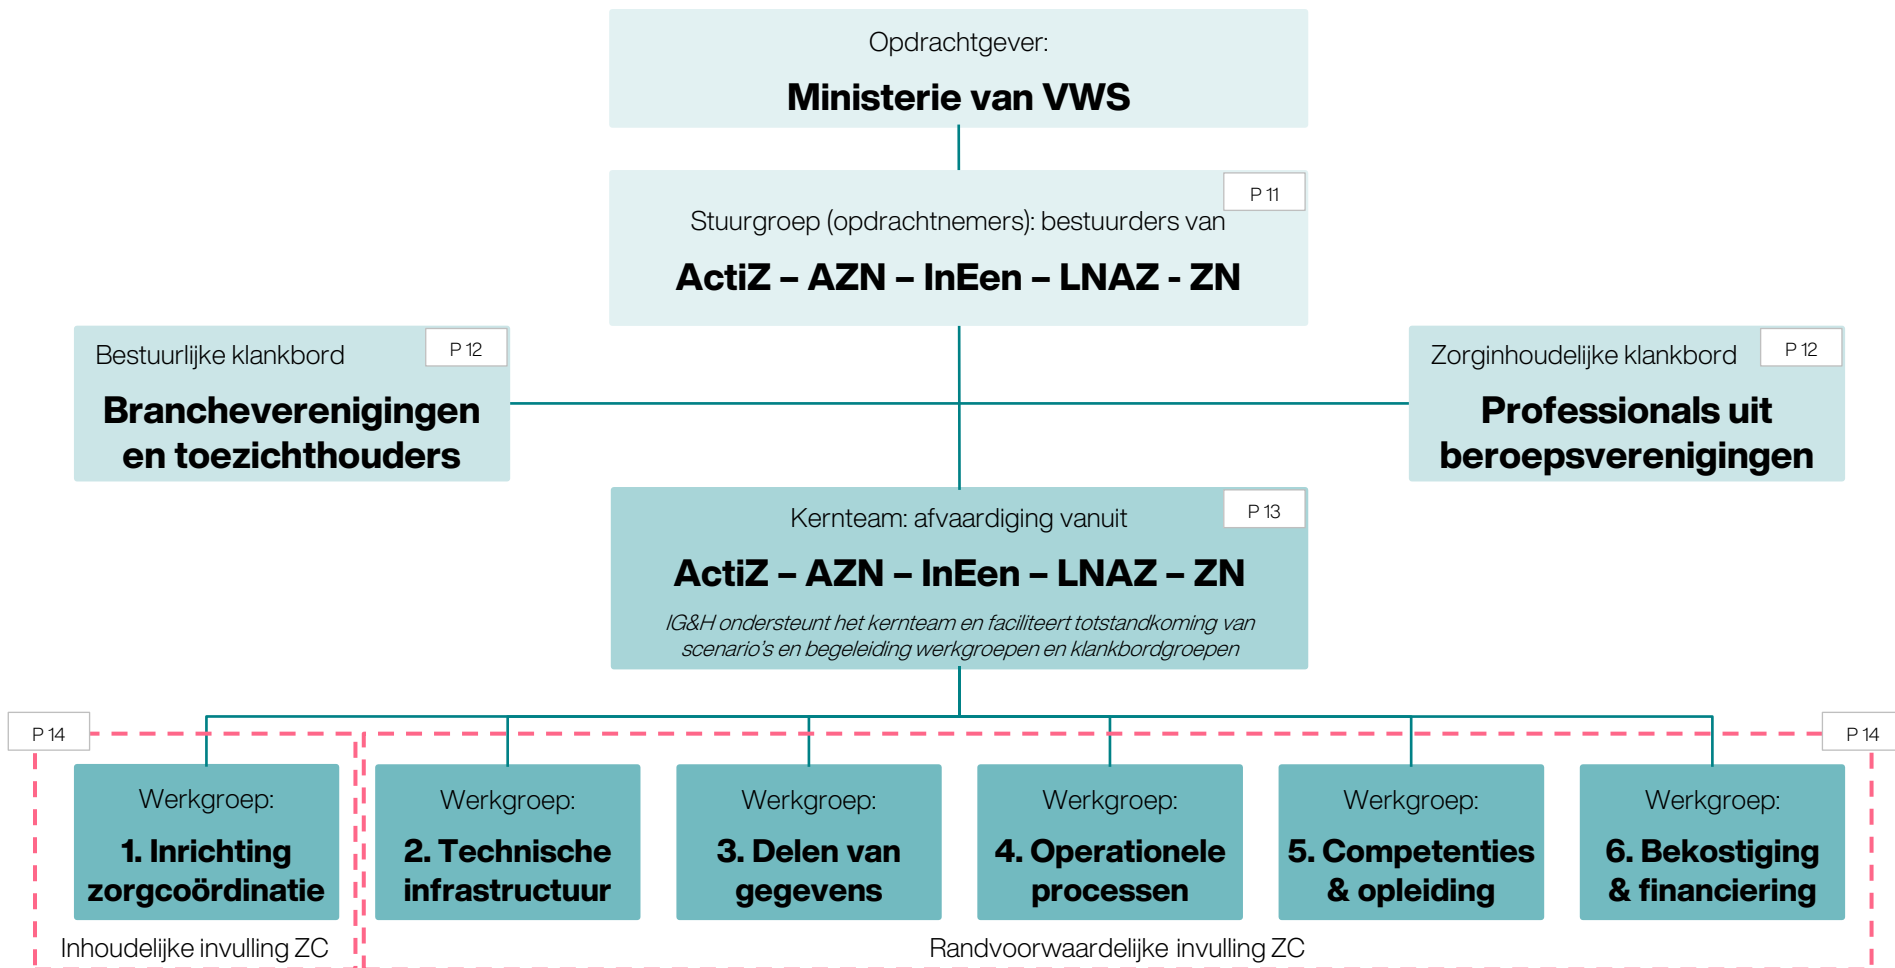 Opdrachtgever:
Ministerie van VWS
P 11
Stuurgroep (opdrachtnemers): bestuurders van
ActiZ – AZN – InEen – LNAZ - ZN
Bestuurlijke klankbord
P 12
Brancheverenigingen
en toezichthouders
Zorginhoudelijke klankbord
P 12
Professionals uit
beroepsverenigingen
Kernteam: afvaardiging vanuit
P 13
ActiZ – AZN – InEen – LNAZ – ZN
IG&H ondersteunt het kernteam en faciliteert totstandkoming van
scenario's en begeleiding werkgroepen en klankbordgroepen
P 14
P 14
Werkgroep:
1. Inrichting
zorgcoördinatie
Werkgroep:
2. Technische
infrastructuur
Werkgroep:
3. Delen van
gegevens
Werkgroep:
4. Operationele
processen
Werkgroep:
5. Competenties
& opleiding
Werkgroep:
6. Bekostiging
& financiering
Inhoudelijke invulling ZC
Randvoorwaardelijke invulling ZC